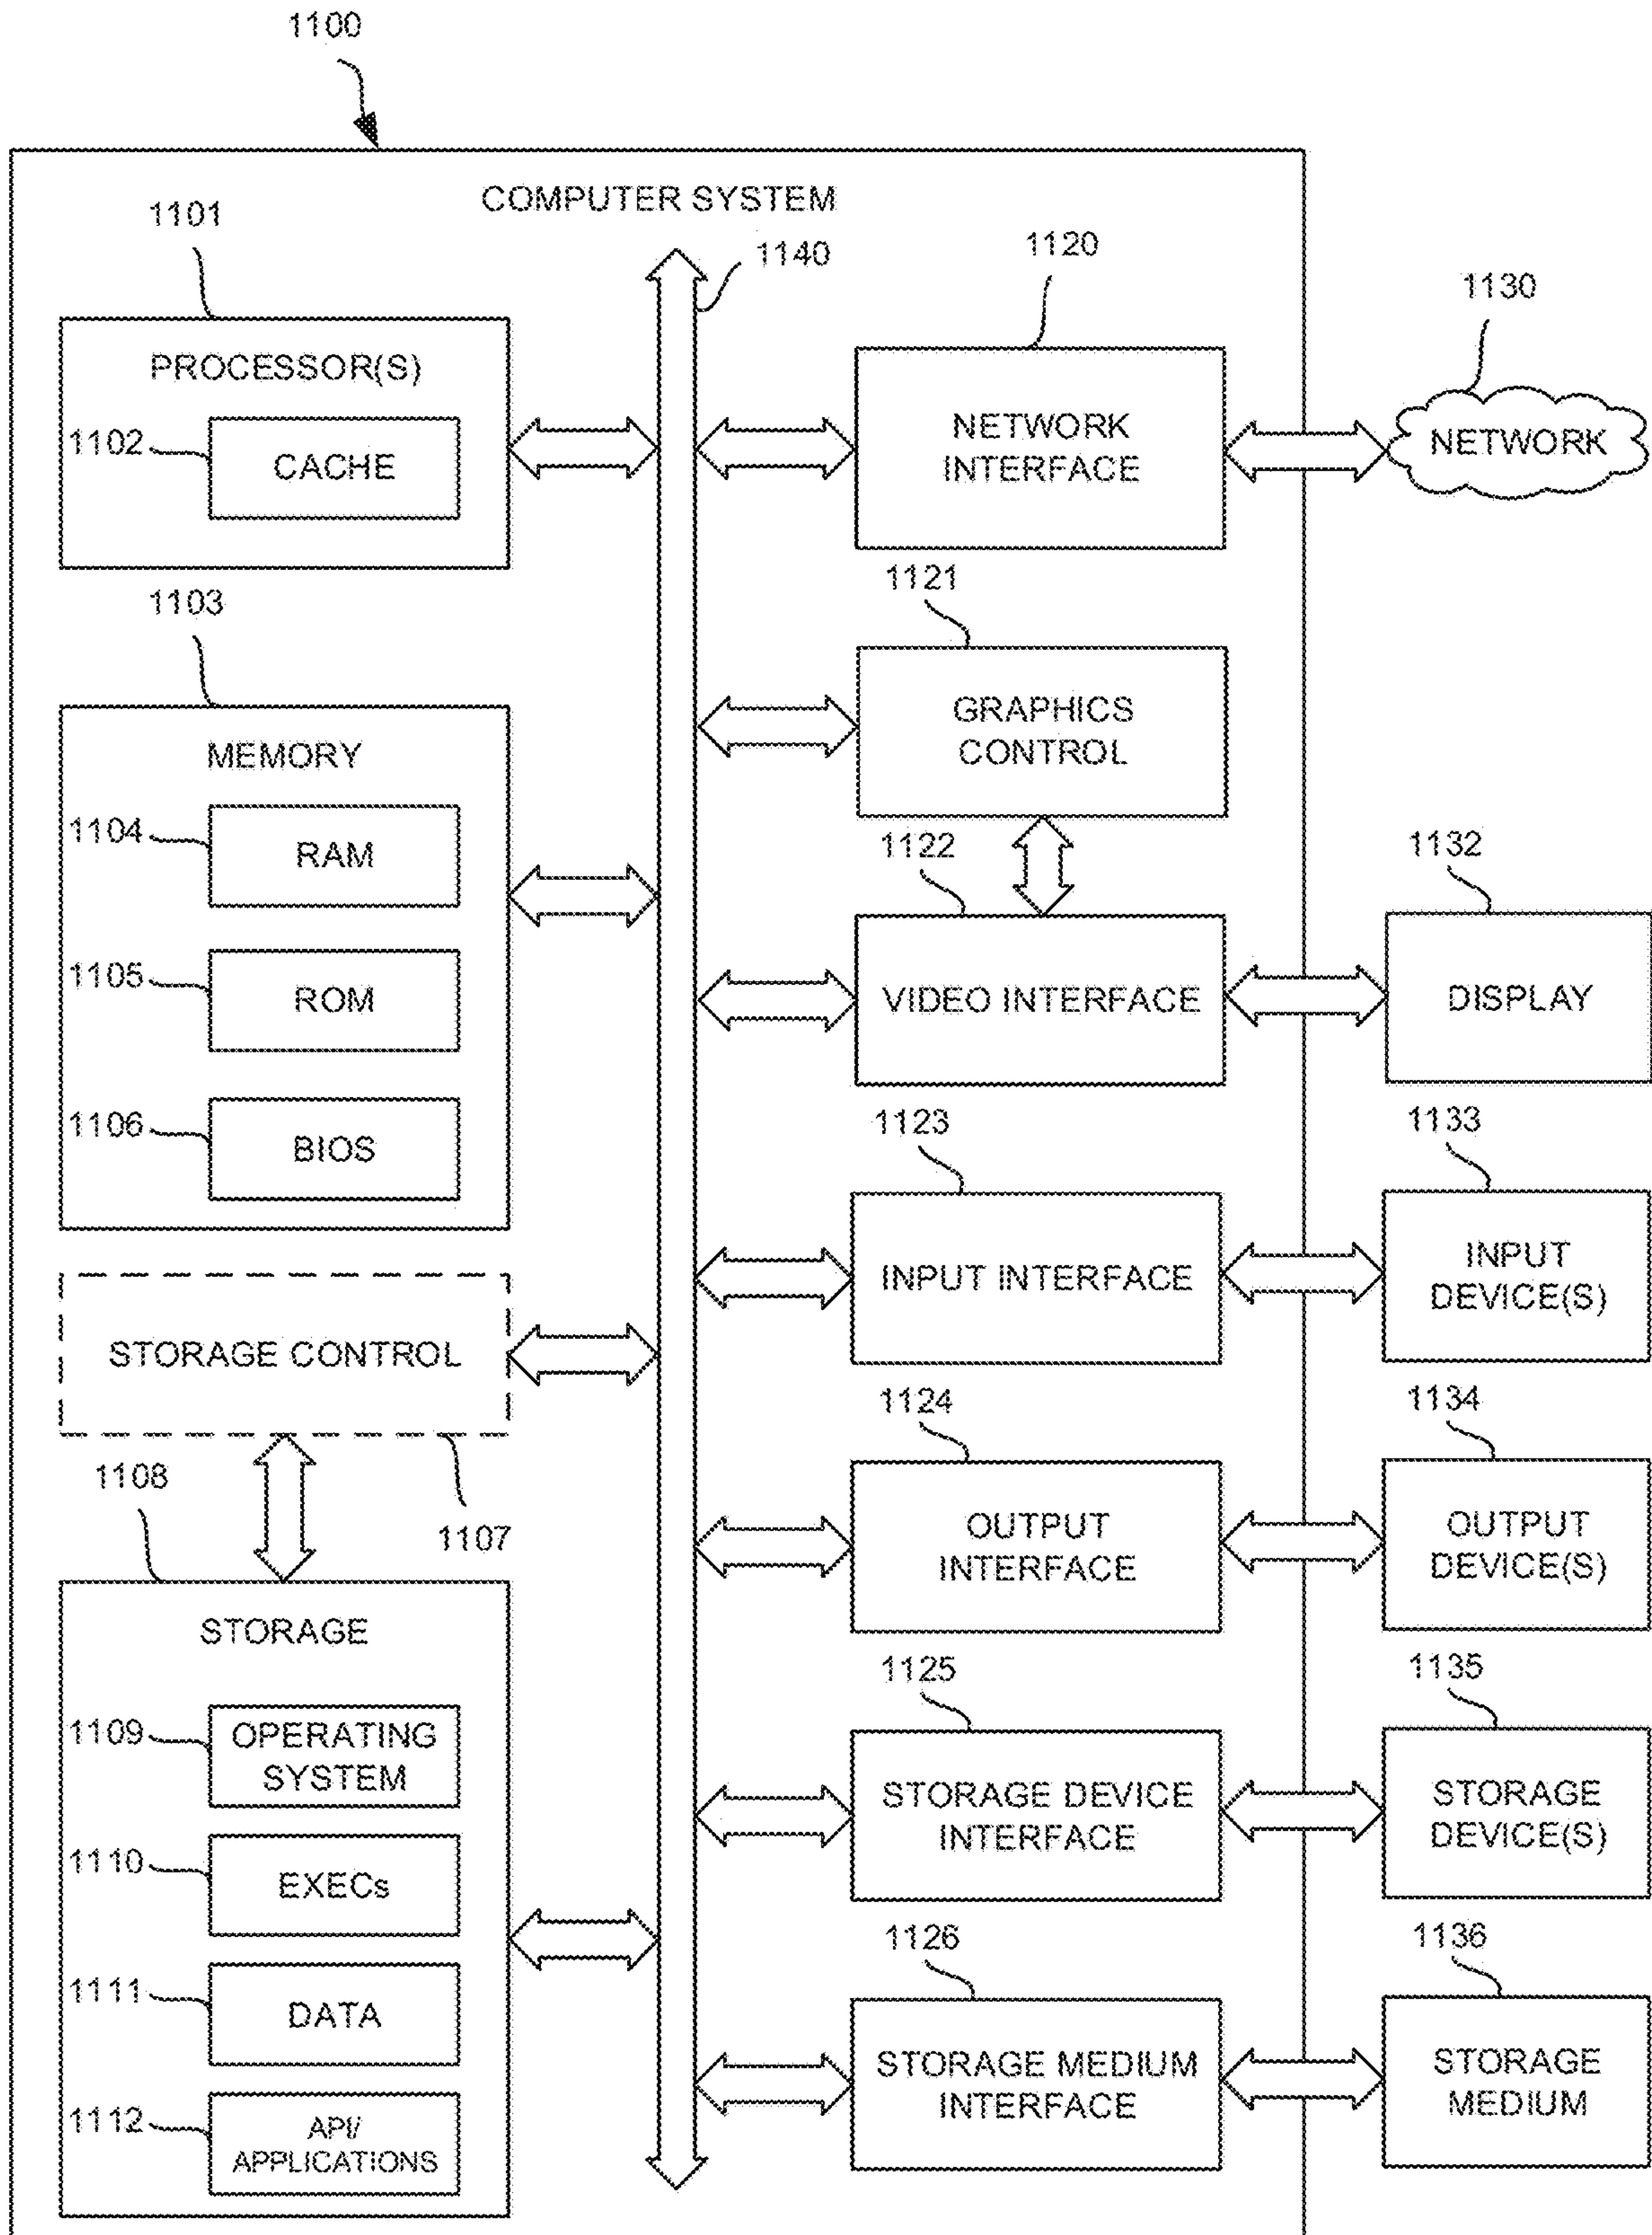 1100
COMPUTER SYSTEM
1101
1140
1120
1130
PROCESSOR(S)
1102
CACHE
NETWORK
INTERFACE
NETWORK
1103
1121
MEMORY
GRAPHICS
CONTROL
1104
RAM
1122
1132
1105
ROM
VIDEO INTERFACE
DISPLAY
1106
BIOS
1123
1133
INPUT INTERFACE
INPUT
DEVICE(S)
STORAGE CONTROL
1124
1134
1108
1107
OUTPUT
INTERFACE
OUTPUT
DEVICE(S)
STORAGE
1125
1135
1109
OPERATING
SYSTEM
STORAGE DEVICE
INTERFACE
STORAGE
DEVICE(S)
1110
EXECs
1126
1136
1111
DATA
STORAGE MEDIUM
INTERFACE
STORAGE
MEDIUM
1112
API/
APPLICATIONS